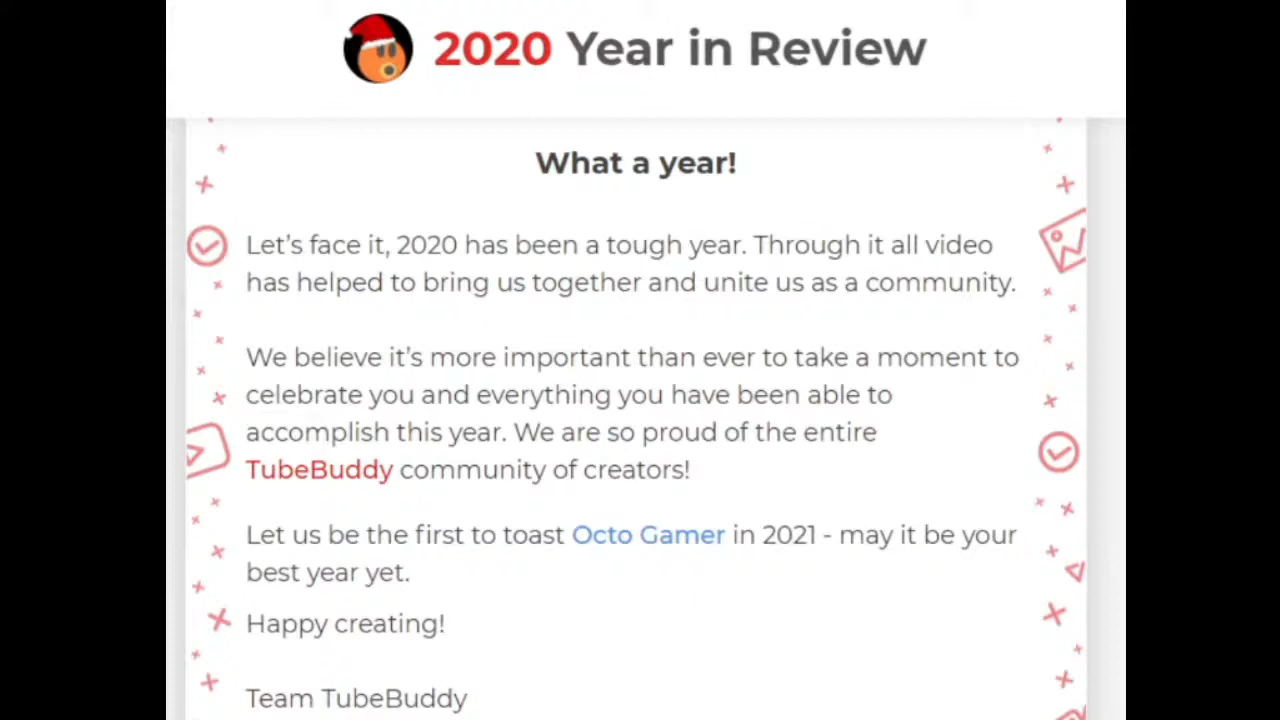 2020 Year in Review
What a year!
Let's face it, 2020 has been a tough year. Through it all video
has helped to bring us together and unite us as a community.
We believe it's more important than ever to take a moment to
celebrate you and everything you have been able to
accomplish this year. We are so proud of the entire
TubeBuddy community of creators!
Let us be the first to toast Octo Gamer in 2021 - may it be your
best year yet.
Happy creating!
Team TubeBuddy